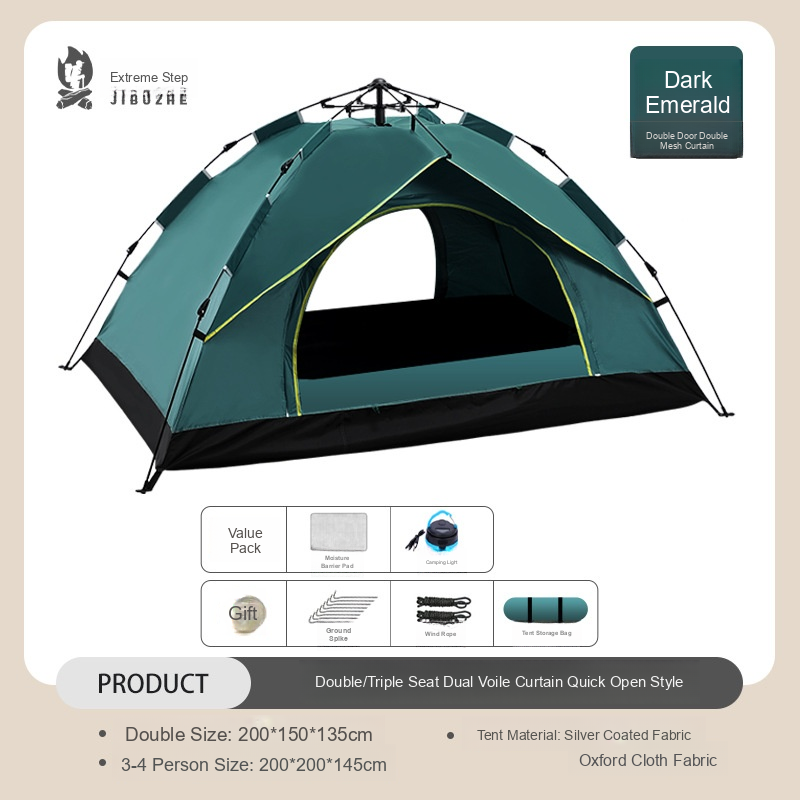 Extreme Step
JIBOZAE
Dark
Emerald
Double Door Double
Mesh Curtain
Value
Pack
Moisture
Barrier Pad
Camping Light
Gift
Ground
Spike
Wind Rope
Tent Storage Bag
PRODUCT
Double/Triple Seat Dual Voile Curtain Quick Open Style
• Double Size: 200*150*135cm
• 3-4 Person Size: 200*200*145cm
• Tent Material: Silver Coated Fabric
Oxford Cloth Fabric